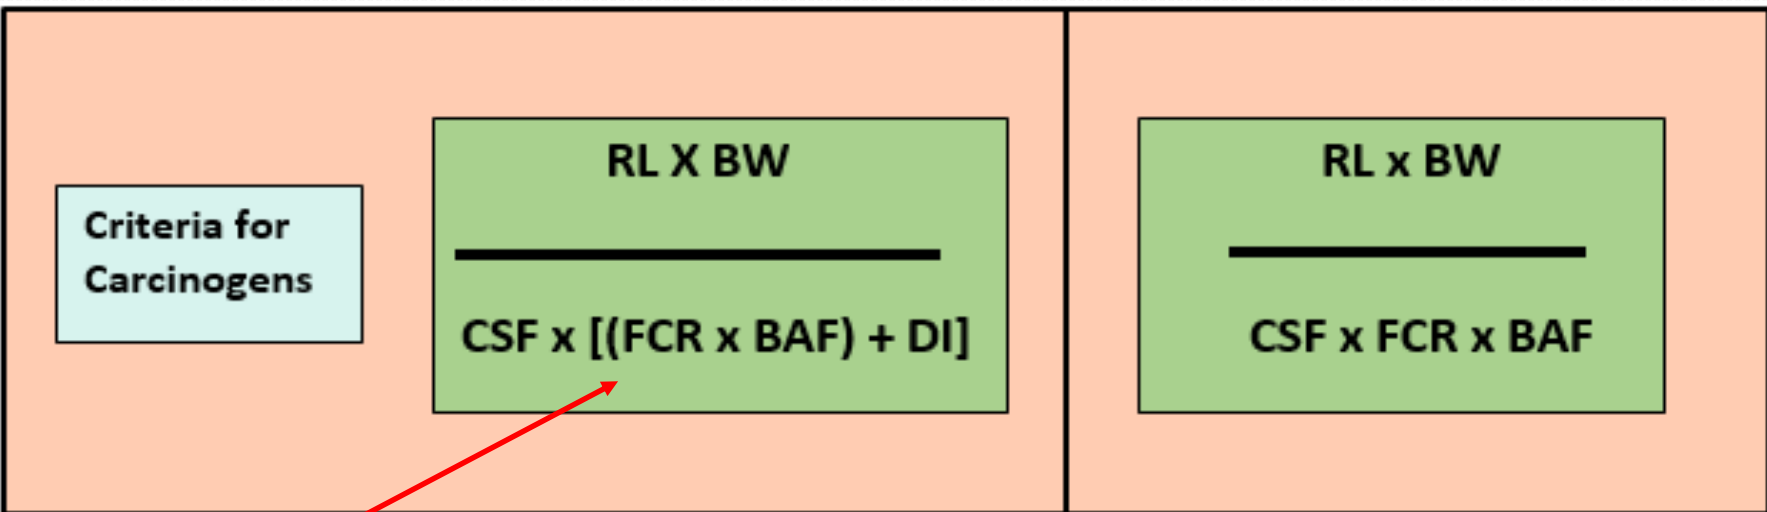 Criteria for
Carcinogens
RL X BW
CSF x [(FCR x BAF) + DI]
RL x BW
CSF x FCR x BAF